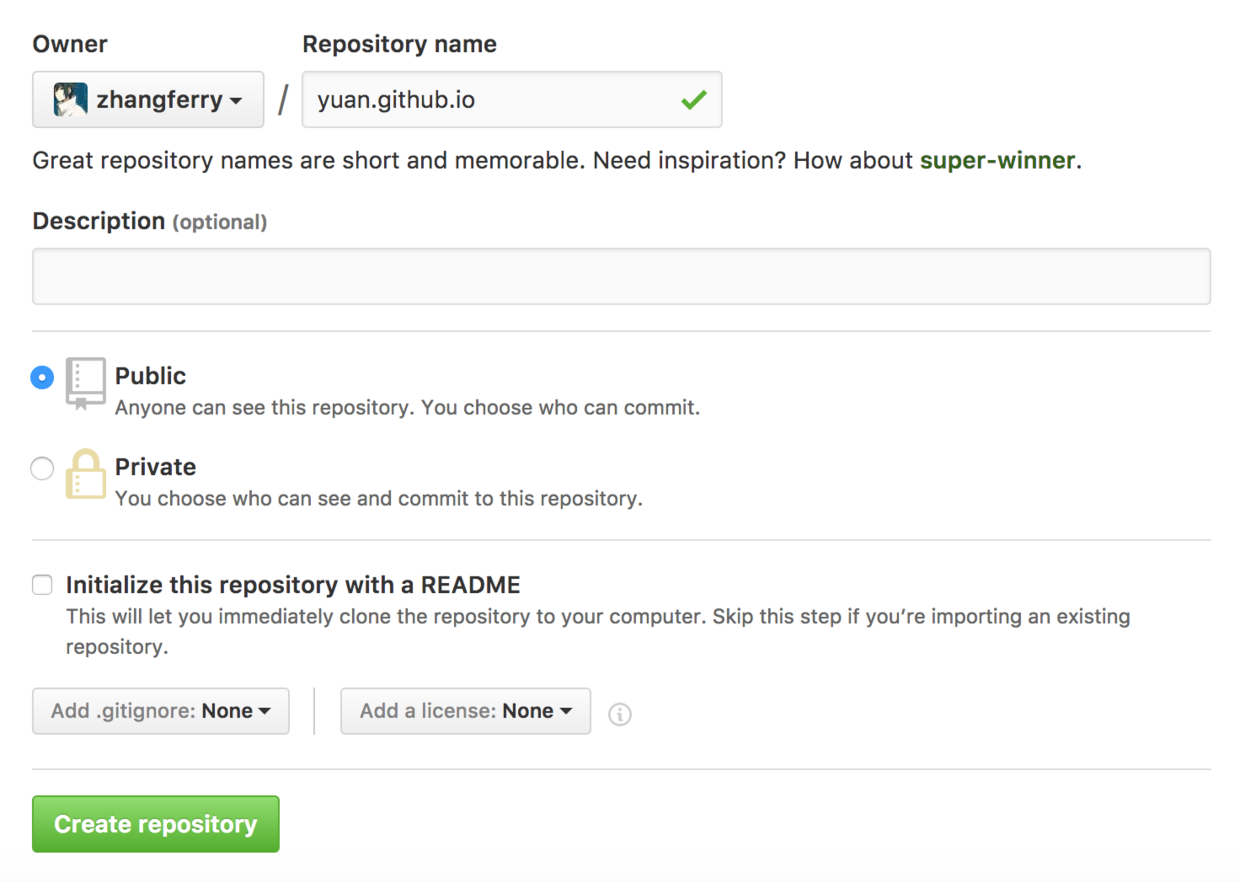 Owner
Repository name
zhangferry
/
yuan.github.io
Great repository names are short and memorable. Need inspiration? How about super-winner.
Description (optional)
Public
Anyone can see this repository. You choose who can commit.
Private
You choose who can see and commit to this repository.
Initialize this repository with a README
This will let you immediately clone the repository to your computer. Skip this step if you’re importing an existing
repository.
Add .gitignore: None
Add a license: None
Create repository